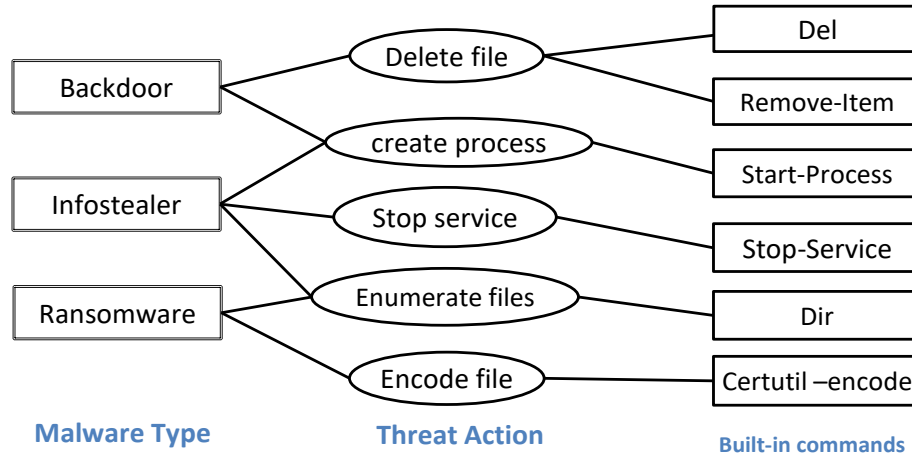 Del
Delete file
Backdoor
Remove-Item
create process
Start-Process
Infostealer
Stop service
Stop-Service
Enumerate files
Ransomware
Dir
Encode file
Certutil –encode
Malware Type
Threat Action
Built-in commands